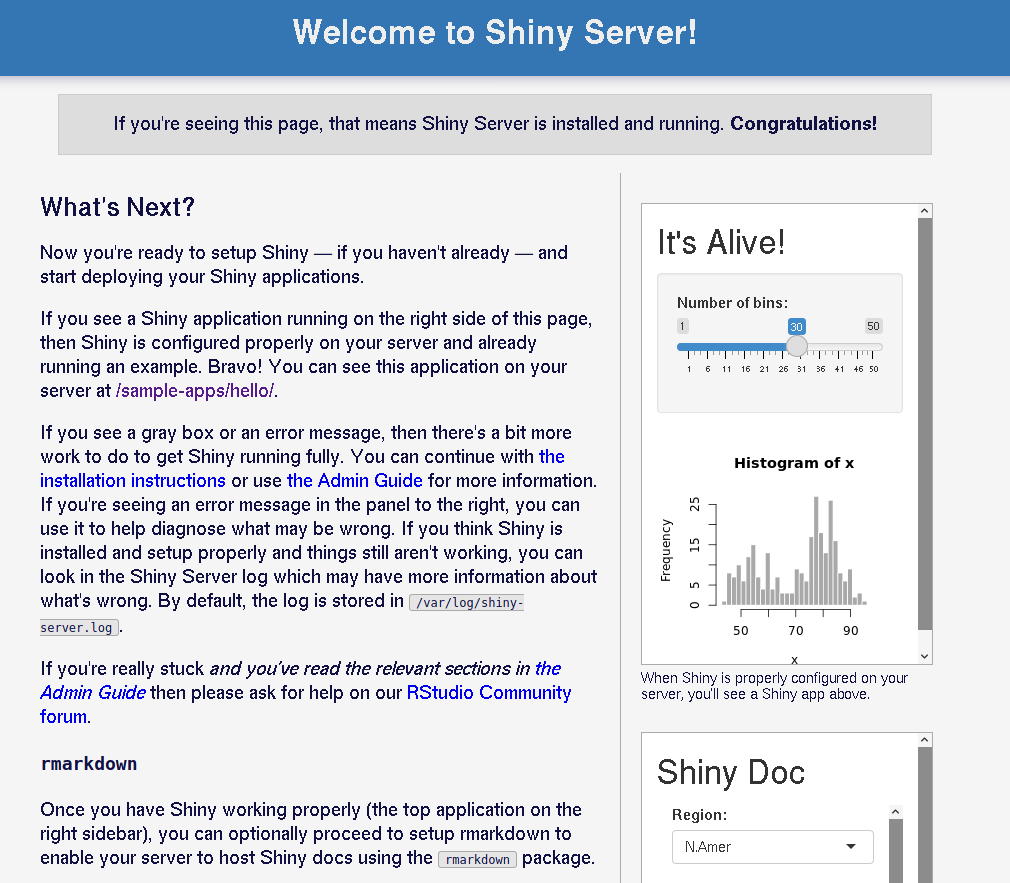 Welcome to Shiny Server!
If you're seeing this page, that means Shiny Server is installed and running. Congratulations!
What's Next?
Now you're ready to setup Shiny — if you haven't already — and
start deploying your Shiny applications.
If you see a Shiny application running on the right side of this page,
then Shiny is configured properly on your server and already
running an example. Bravo! You can see this application on your
server at /sample-apps/hello/.
If you see a gray box or an error message, then there's a bit more
work to do to get Shiny running fully. You can continue with the
installation instructions or use the Admin Guide for more information.
If you're seeing an error message in the panel to the right, you can
use it to help diagnose what may be wrong. If you think Shiny is
installed and setup properly and things still aren't working, you can
look in the Shiny Server log which may have more information about
what's wrong. By default, the log is stored in /var/log/shiny-
server.log.
If you're really stuck and you've read the relevant sections in the
Admin Guide then please ask for help on our RStudio Community
forum.
rmarkdown
Once you have Shiny working properly (the top application on the
right sidebar), you can optionally proceed to setup rmarkdown to
enable your server to host Shiny docs using the rmarkdown package.
It's Alive!
Number of bins:
1 30 50
1 6 11 16 21 26 31 36 41 46 50
Histogram of x
Frequency
25
15
5
0
50 70 90
x
When Shiny is properly configured on your
server, you'll see a Shiny app above.
Shiny Doc
Region:
N.Amer